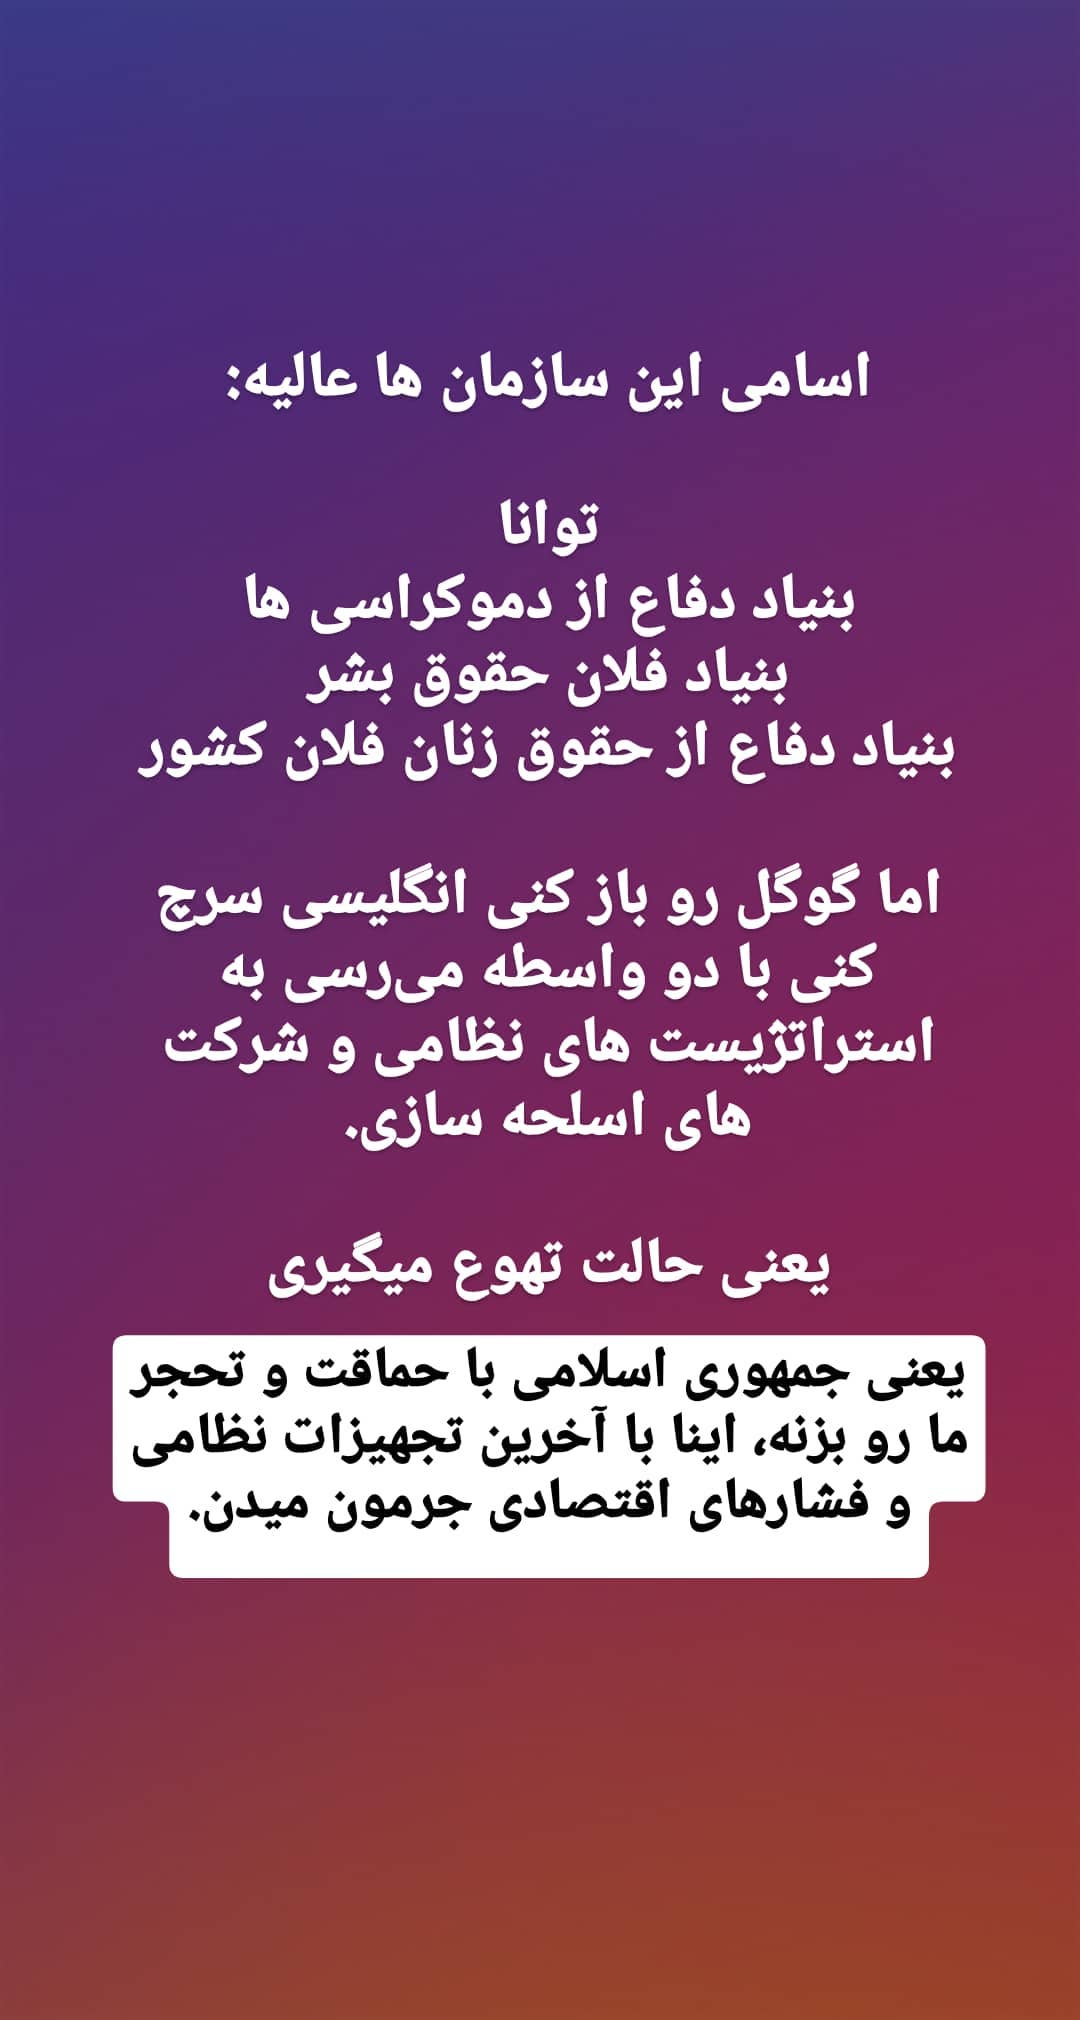 اسامی این سازمان ها عالیه:
توانا
بنیاد دفاع از دموکراسی ها
بنیاد فلان حقوق بشر
بنیاد دفاع از حقوق زنان فلان کشور
اما گوگل رو باز کنی انگلیسی سرچ
کنی با دو واسطه می‌رسی به
استراتژیست های نظامی و شرکت
های اسلحه سازی.
یعنی حالت تهوع میگیری
یعنی جمهوری اسلامی با حماقت و تحجر
ما رو بزنه، اینا با آخرین تجهیزات نظامی
و فشارهای اقتصادی جرمون میدن.